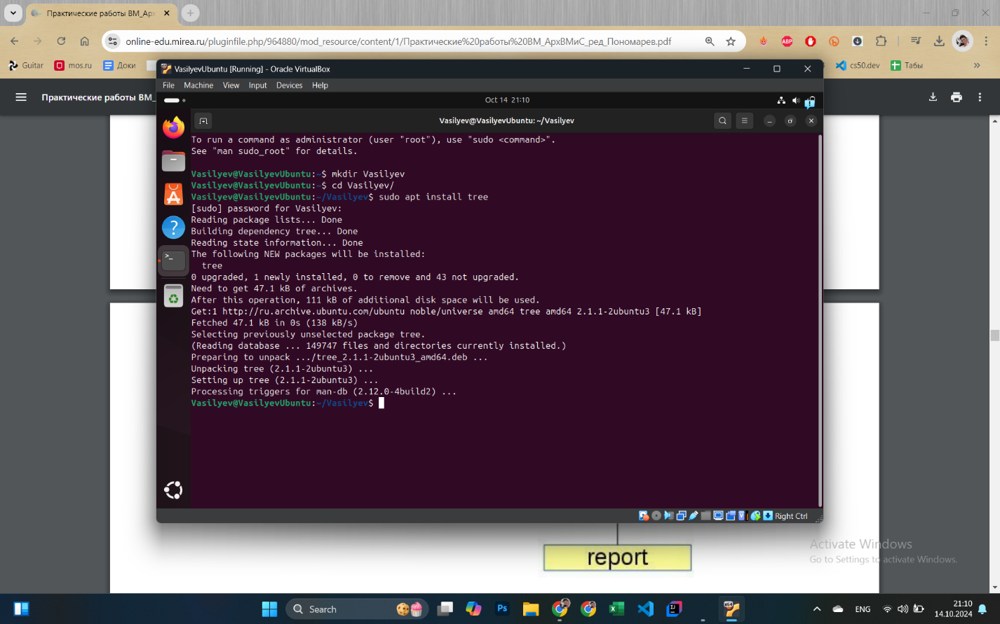 Практические работы ВМ_Арх
online-edu.mirea.ru/pluginfile.php/964880/mod_resource/content/1/Практические%20работы%20ВМ_АрхВМиС_ред_Пономарев.pdf
ABP
Guitar
mos.ru
Доки
cs50.dev
Табы
Практические работы ВМ_
VasilyevUbuntu [Running] - Oracle VirtualBox
File Machine View Input Devices Help
Oct 14 21:10
Vasilyev@VasilyevUbuntu: ~/Vasilyev
To run a command as administrator (user "root"), use "sudo <command>".
See "man sudo_root" for details.
Vasilyev@VasilyevUbuntu:~$ mkdir Vasilyev
Vasilyev@VasilyevUbuntu:~$ cd Vasilyev/
Vasilyev@VasilyevUbuntu:~/Vasilyev$ sudo apt install tree
[sudo] password for Vasilyev:
Reading package lists... Done
Building dependency tree... Done
Reading state information... Done
The following NEW packages will be installed:
tree
0 upgraded, 1 newly installed, 0 to remove and 43 not upgraded.
Need to get 47.1 kB of archives.
After this operation, 111 kB of additional disk space will be used.
Get:1 http://ru.archive.ubuntu.com/ubuntu noble/universe amd64 tree amd64 2.1.1-2ubuntu3 [47.1 kB]
Fetched 47.1 kB in 0s (138 kB/s)
Selecting previously unselected package tree.
(Reading database ... 149747 files and directories currently installed.)
Preparing to unpack .../tree_2.1.1-2ubuntu3_amd64.deb ...
Unpacking tree (2.1.1-2ubuntu3) ...
Setting up tree (2.1.1-2ubuntu3) ...
Processing triggers for man-db (2.12.0-4build2) ...
Vasilyev@VasilyevUbuntu:~/Vasilyev$
Right Ctrl
report
Activate Windows
Go to Settings to activate Windows.
Search
Ps
ENG
21:10
14.10.2024